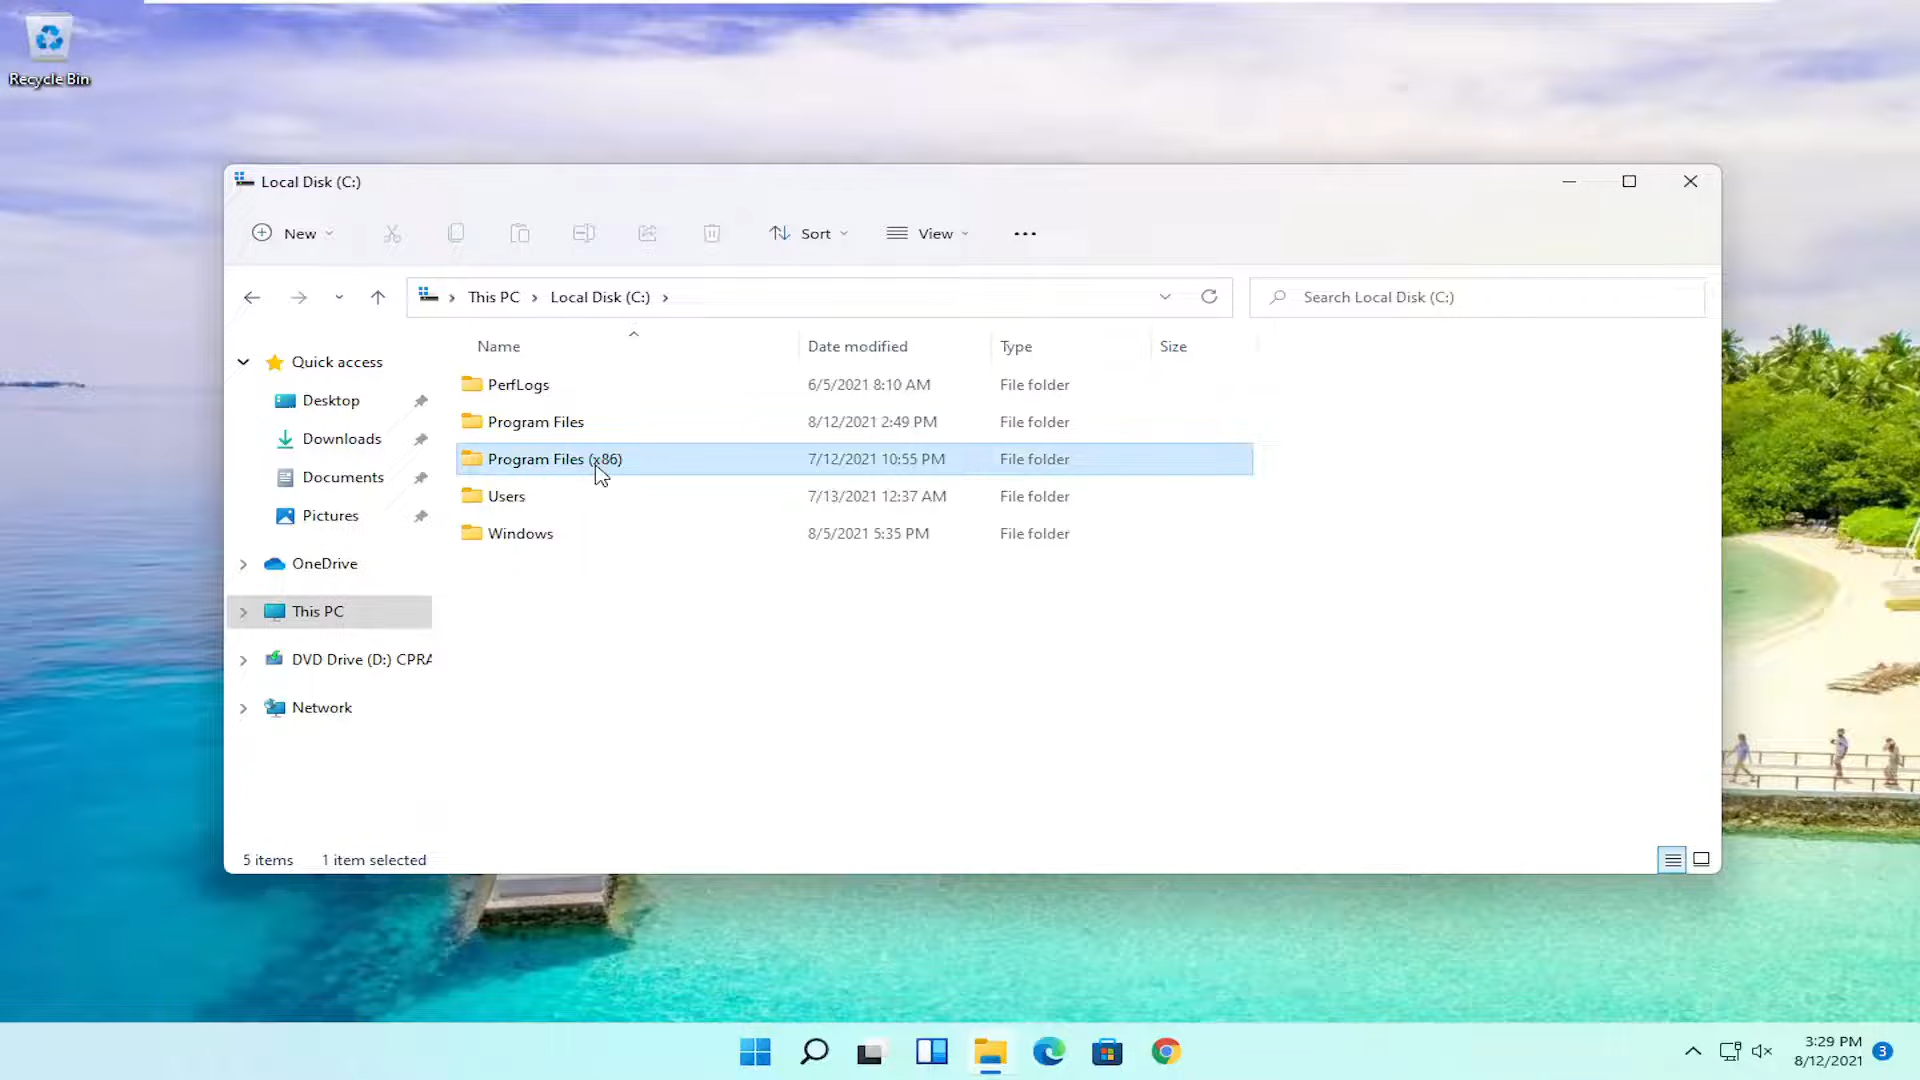 Recycle Bin
Local Disk (C:)
New
Sort
View
This PC
Local Disk (C:)
Search Local Disk (C:)
Name
Date modified
Type
Size
Quick access
Desktop
Downloads
Documents
Pictures
OneDrive
This PC
DVD Drive (D:) CPRA
Network
PerfLogs 6/5/2021 8:10 AM File folder
Program Files 8/12/2021 2:49 PM File folder
Program Files (x86) 7/12/2021 10:55 PM File folder
Users 7/13/2021 12:37 AM File folder
Windows 8/5/2021 5:35 PM File folder
5 items 1 item selected
3:29 PM
8/12/2021
3